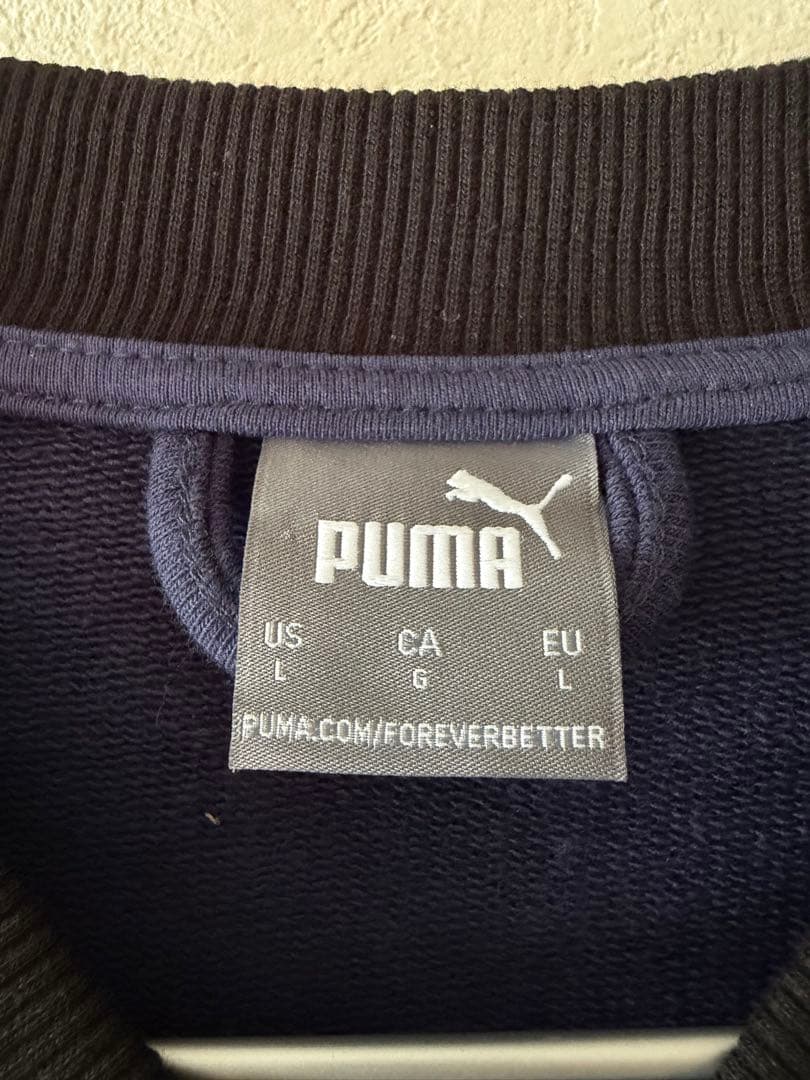 PUMA
US CA EU
L G L
PUMA.COM/FOREVERBETTER